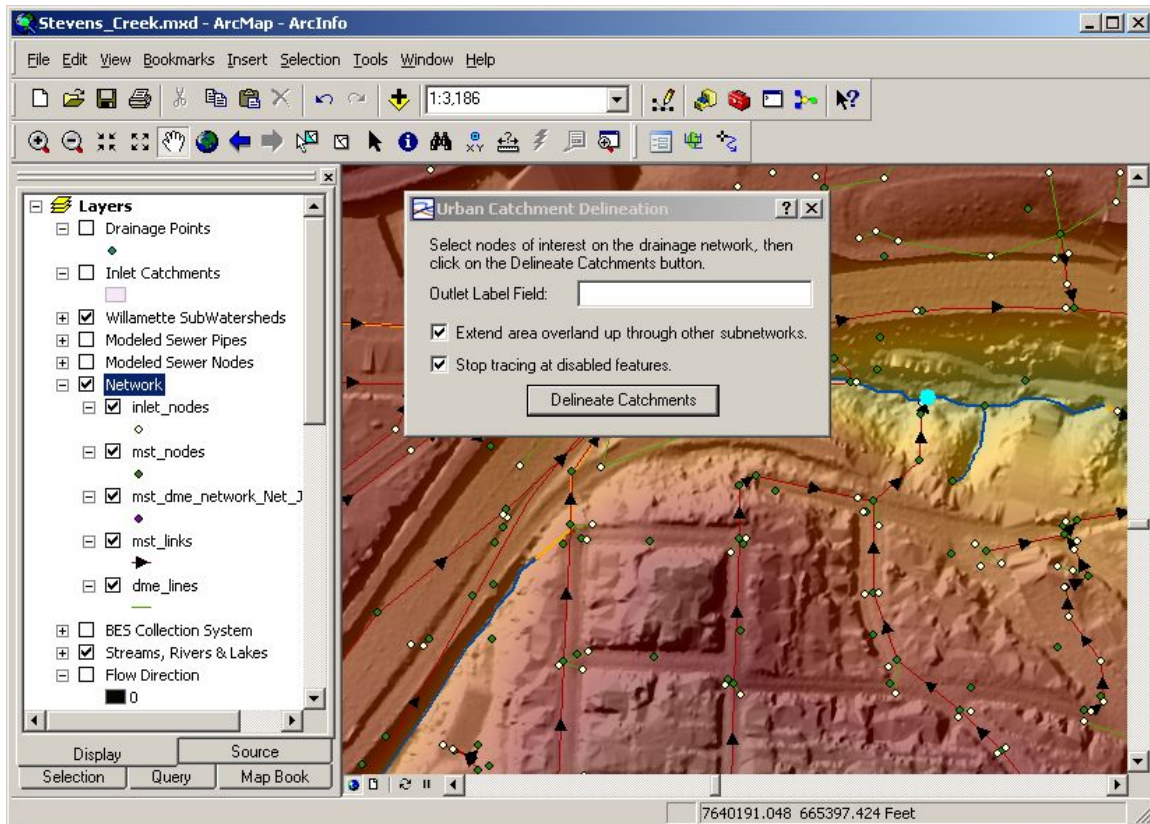 Stevens_Creek.mxd - ArcMap - ArcInfo
File Edit View Bookmarks Insert Selection Tools Window Help
1:3,186
Layers
Drainage Points
Inlet Catchments
Willamette SubWatersheds
Modeled Sewer Pipes
Modeled Sewer Nodes
Network
inlet_nodes
mst_nodes
mst_dme_network_Net_J
mst_links
dme_lines
BES Collection System
Streams, Rivers & Lakes
Flow Direction
0
Display Source
Selection Query Map Book
Urban Catchment Delineation
Select nodes of interest on the drainage network, then
click on the Delineate Catchments button.
Outlet Label Field:
Extend area overland up through other subnetworks.
Stop tracing at disabled features.
Delineate Catchments
7640191.048 665397.424 Feet